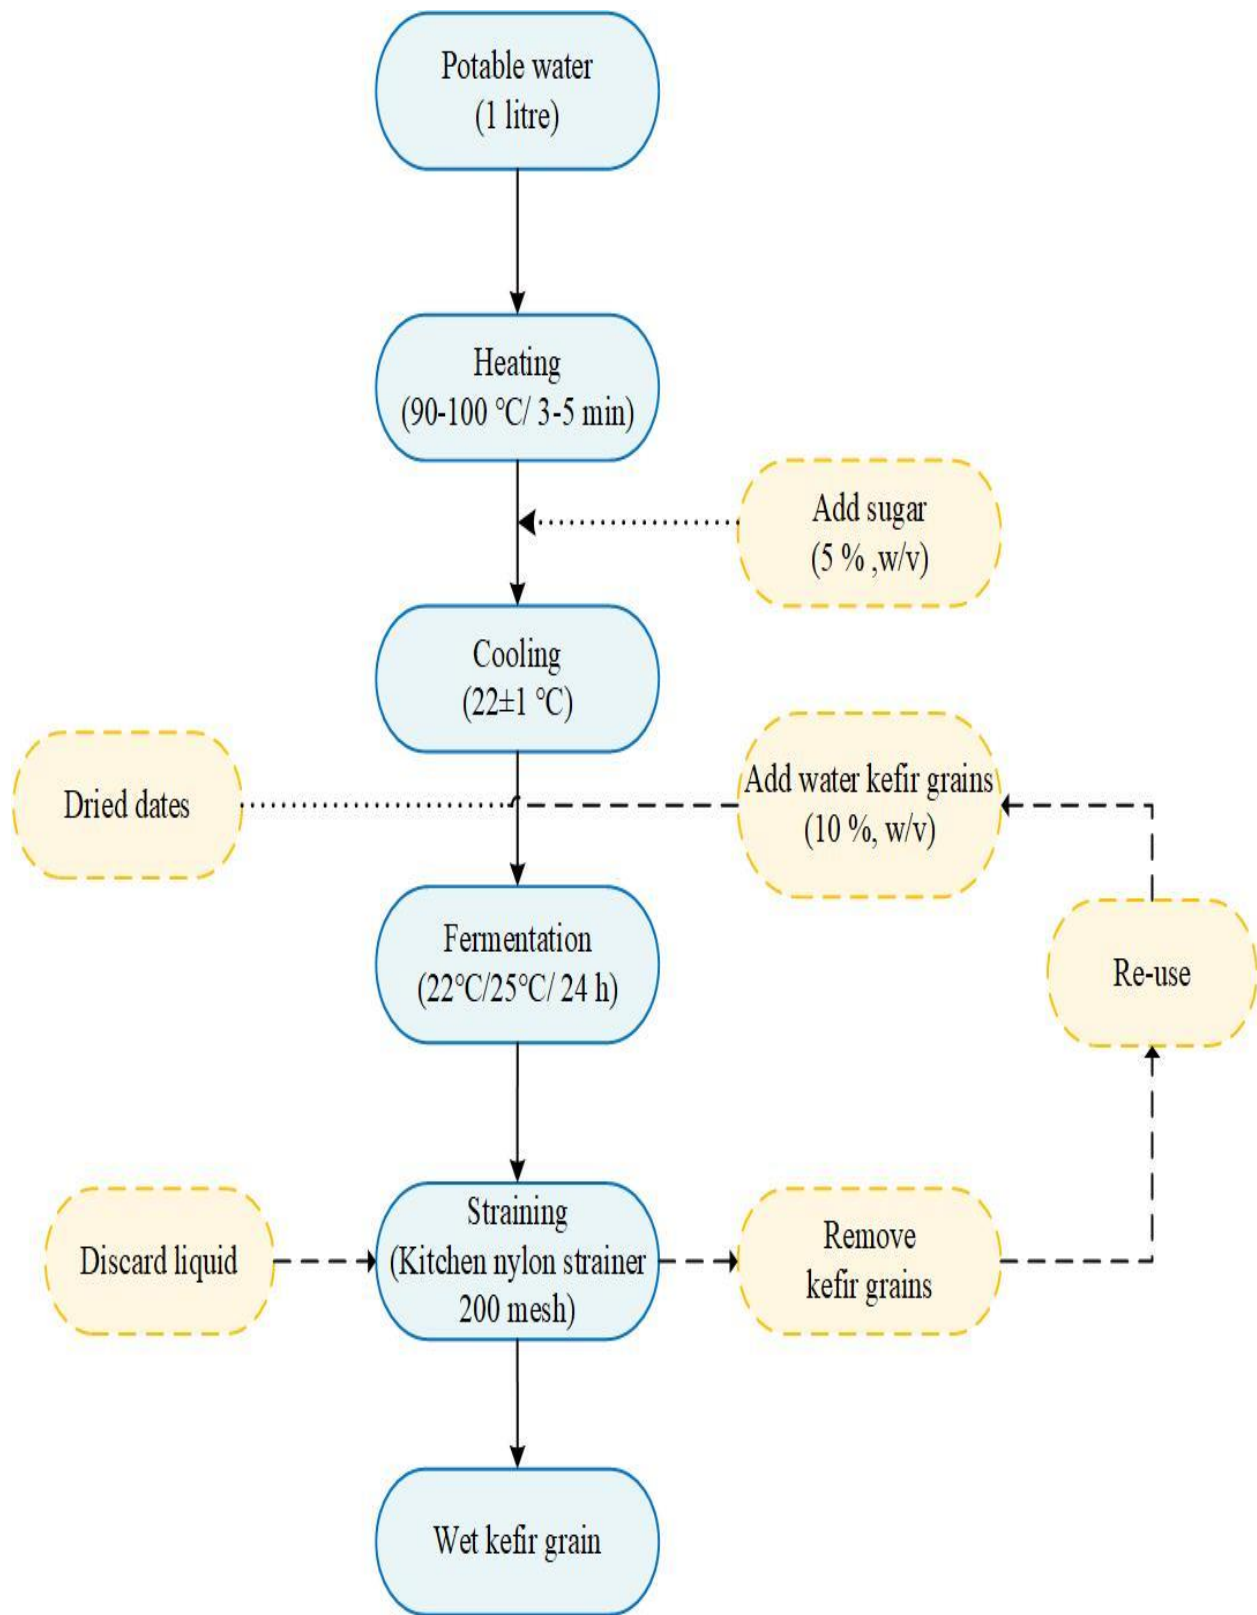 Potable water
(1 litre)
Heating
(90-100 °C/ 3-5 min)
Add sugar
(5 % ,w/v)
Cooling
(22±1 °C)
Dried dates
Add water kefir grains
(10 %, w/v)
Fermentation
(22°C/25°C/ 24 h)
Re-use
Discard liquid
Straining
(Kitchen nylon strainer
200 mesh)
Remove
kefir grains
Wet kefir grain